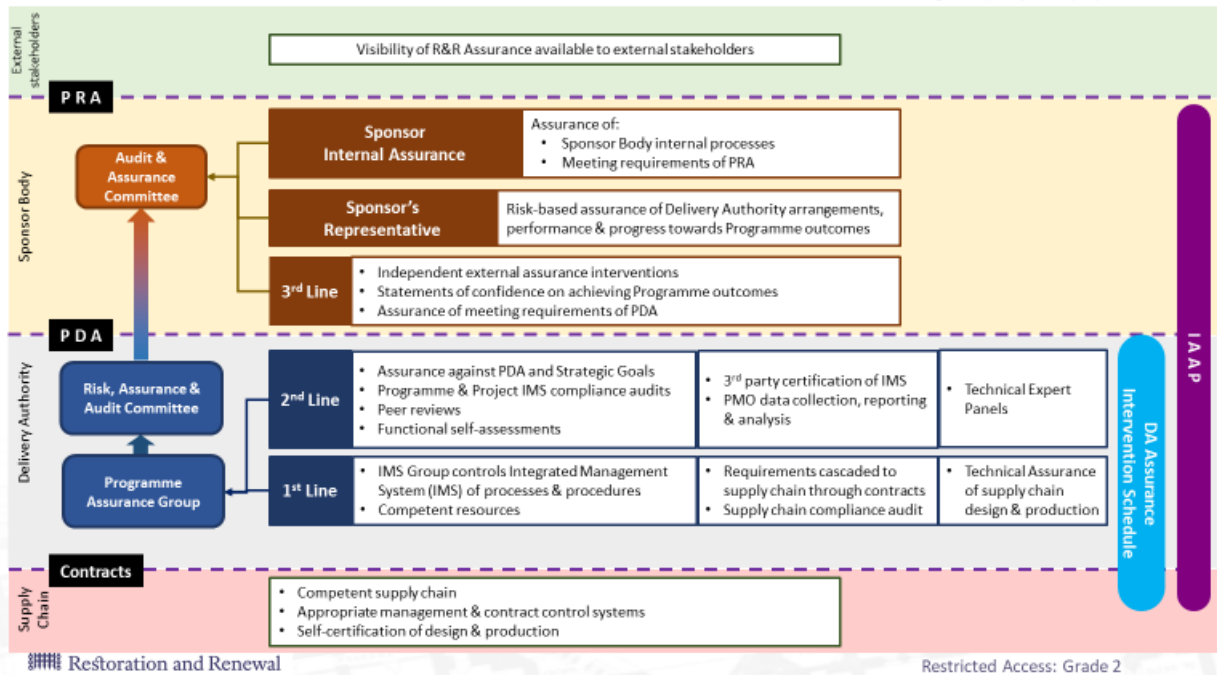 External
stakeholders
Visibility of R&R Assurance available to external stakeholders
PRA
Sponsor Body
Audit &
Assurance
Committee
Sponsor
Internal Assurance
Assurance of:
• Sponsor Body internal processes
• Meeting requirements of PRA
Sponsor's
Representative
Risk-based assurance of Delivery Authority arrangements,
performance & progress towards Programme outcomes
3rd Line
• Independent external assurance interventions
• Statements of confidence on achieving Programme outcomes
• Assurance of meeting requirements of PDA
PDA
Delivery Authority
Risk, Assurance &
Audit Committee
Programme
Assurance Group
2nd Line
• Assurance against PDA and Strategic Goals
• Programme & Project IMS compliance audits
• Peer reviews
• Functional self-assessments
• 3rd party certification of IMS
• PMO data collection, reporting
& analysis
• Technical Expert
Panels
1st Line
• IMS Group controls Integrated Management
System (IMS) of processes & procedures
• Competent resources
• Requirements cascaded to
supply chain through contracts
• Supply chain compliance audit
• Technical Assurance
of supply chain
design & production
DA Assurance
Intervention Schedule
IAAP
Contracts
Supply
Chain
• Competent supply chain
• Appropriate management & contract control systems
• Self-certification of design & production
Restoration and Renewal
Restricted Access: Grade 2